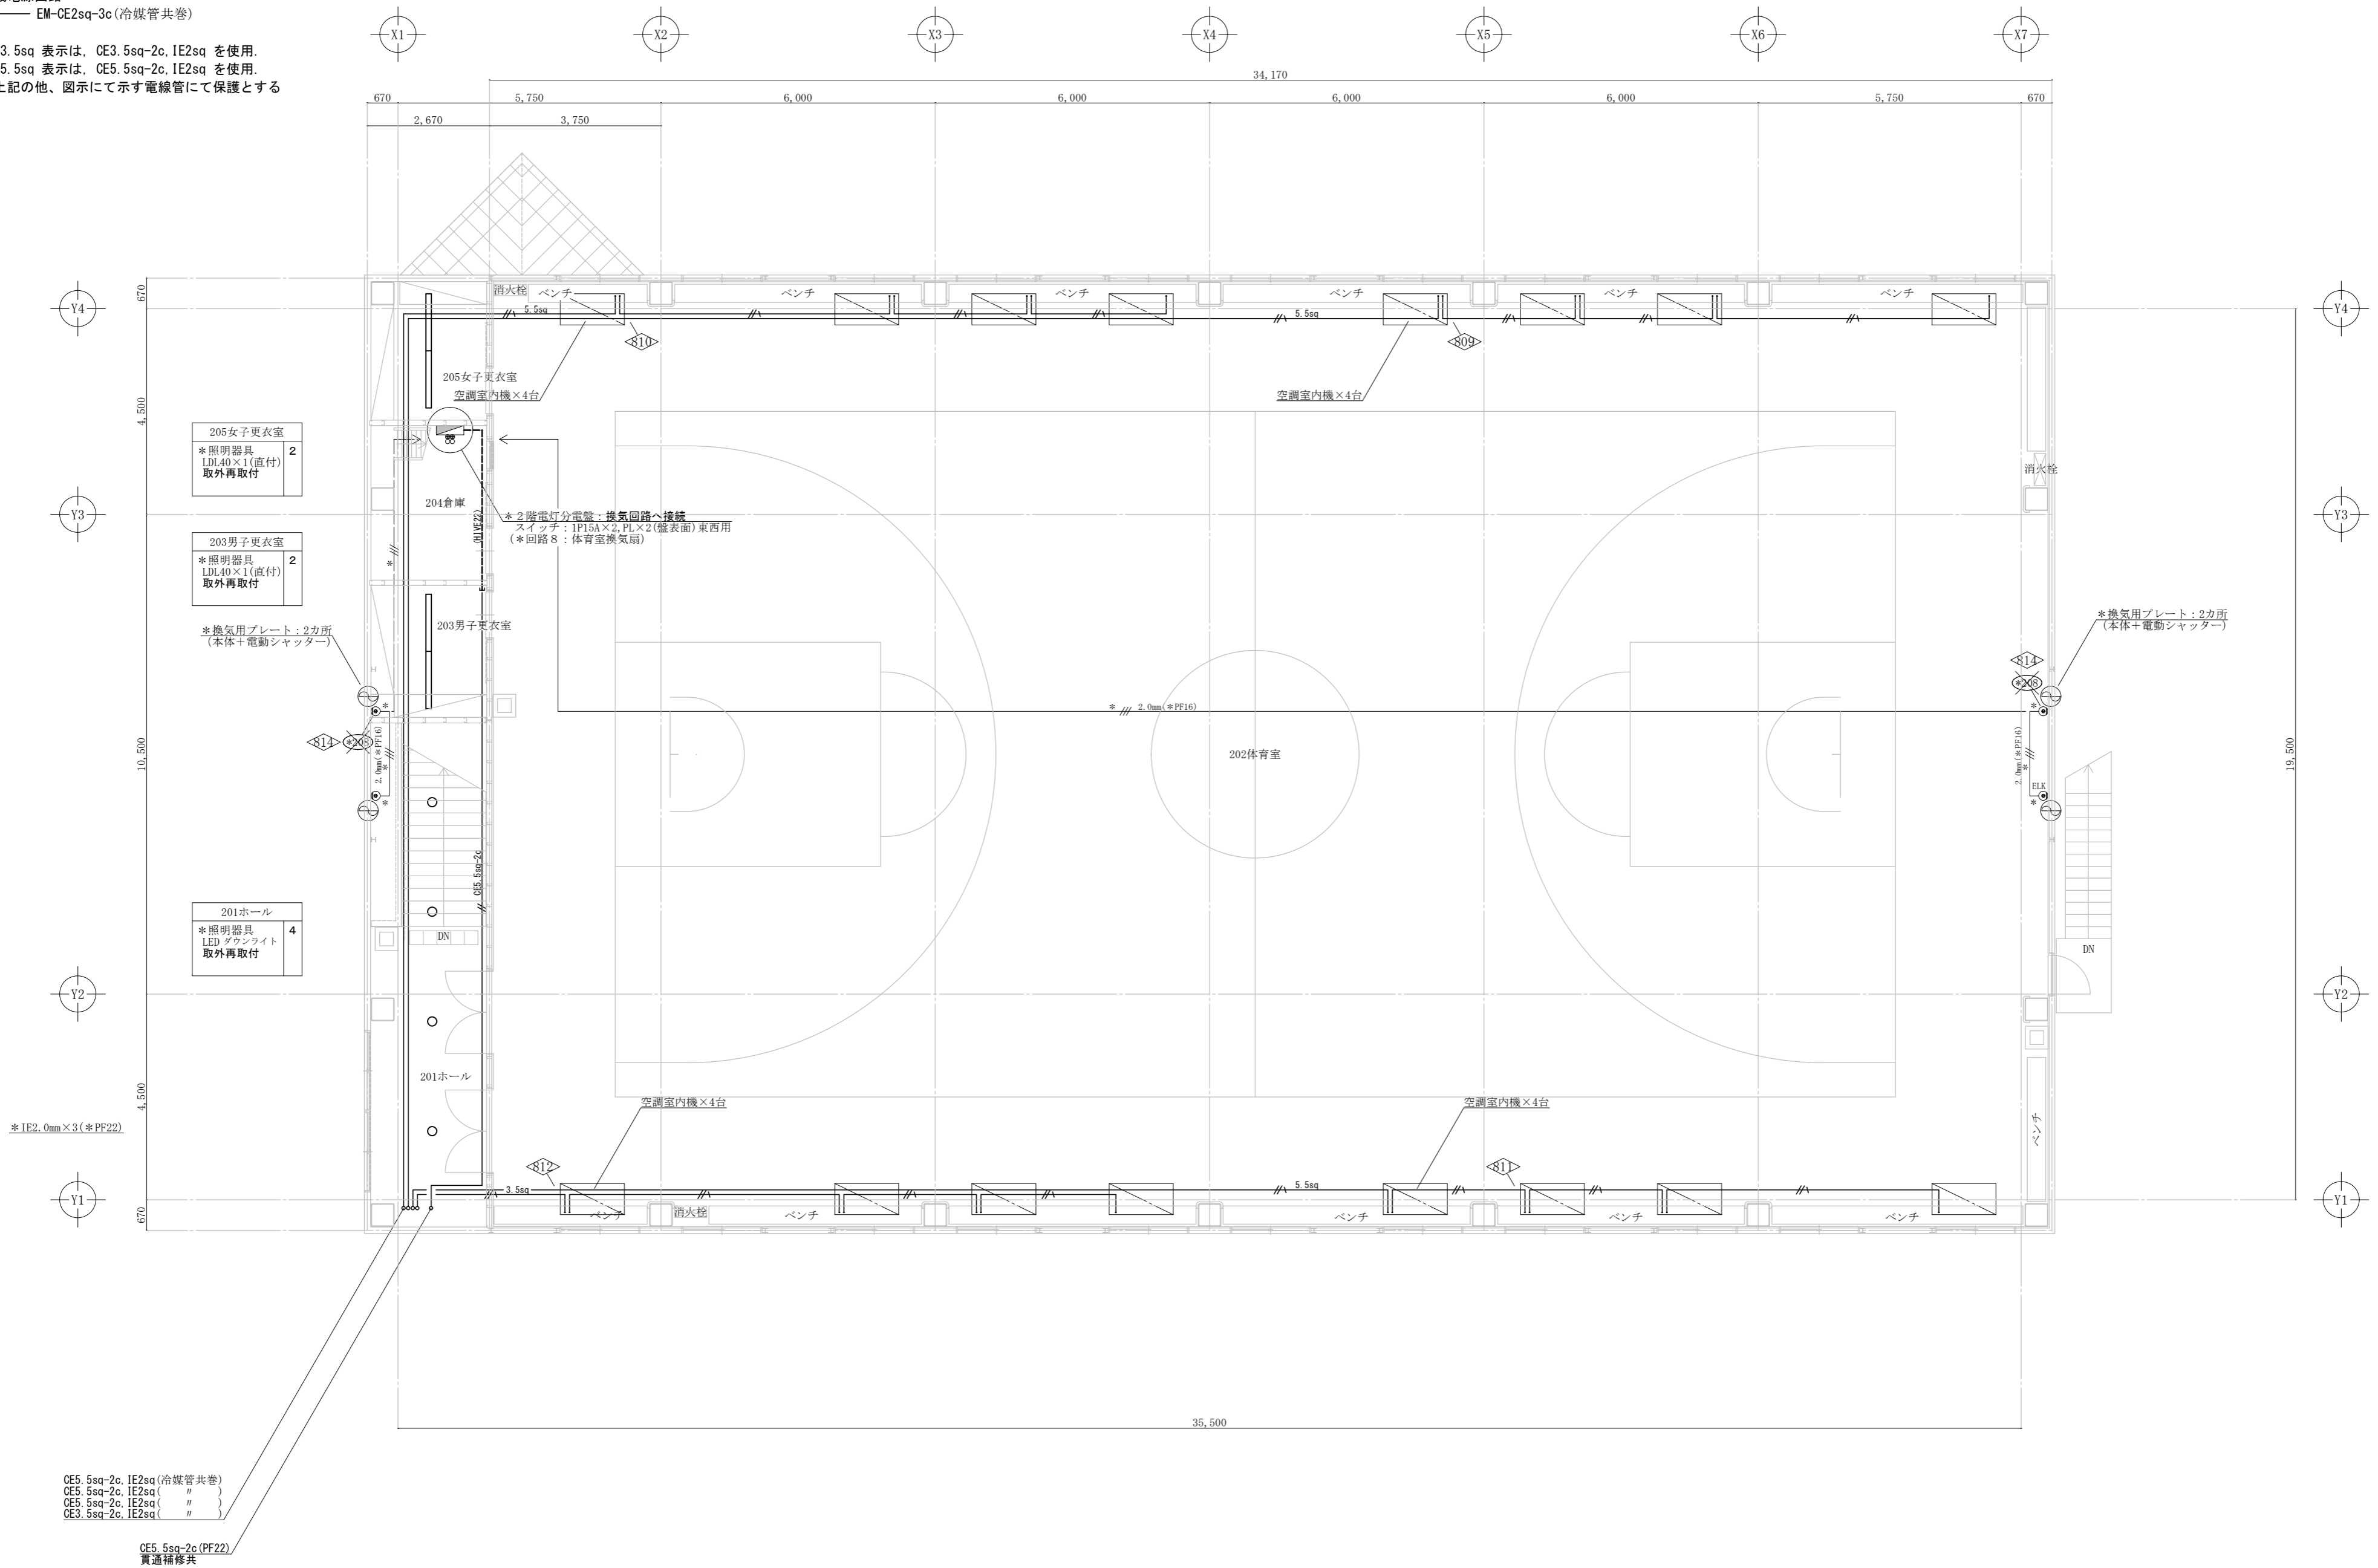 EM-CE2sq-3c(冷媒管共巻)
3.5sq 表示は, CE3.5sq-2c,IE2sq を使用.
5.5sq 表示は, CE5.5sq-2c,IE2sq を使用.
上記の他、図示にて示す電線管にて保護とする
X1
X2
X3
X4
X5
X6
X7
34,170
670
5,750
6,000
6,000
6,000
6,000
5,750
670
2,670
3,750
670
Y4
Y4
消火栓
ベンチ
ベンチ
ベンチ
ベンチ
ベンチ
ベンチ
5.5sq
5.5sq
810
809
205女子更衣室
空調室内機×4台
空調室内機×4台
4,500
205女子更衣室
*照明器具
2
LDL40×1(直付)
取外再取付
消火栓
204倉庫
Y3
Y3
*2階電灯分電盤:換気回路へ接続
スイッチ:1P15A×2,PL×2(盤表面)東西用
(*回路8:体育室換気扇)
(HIVE22)
E
*
203男子更衣室
*照明器具
2
LDL40×1(直付)
取外再取付
203男子更衣室
*換気用プレート:2カ所
(本体+電動シャッター)
*換気用プレート:2カ所
(本体+電動シャッター)
814
*208
*
* 2.0mm(*PF16)
814
*208
*
2.0mm(*PF16)
*
*
2.0mm(*PF16)
*
ELK
*
10,500
202体育室
19,500
CE5.5sq-2c
201ホール
*照明器具
4
LED ダウンライト
取外再取付
DN
DN
Y2
Y2
201ホール
4,500
空調室内機×4台
空調室内機×4台
*IE2.0mm×3(*PF22)
ベンチ
812
811
3.5sq
5.5sq
Y1
Y1
670
ベンチ
消火栓
ベンチ
ベンチ
ベンチ
ベンチ
35,500
CE5.5sq-2c,IE2sq(冷媒管共巻)
CE5.5sq-2c,IE2sq( 〃 )
CE5.5sq-2c,IE2sq( 〃 )
CE3.5sq-2c,IE2sq( 〃 )
CE5.5sq-2c(PF22)
貫通補修共